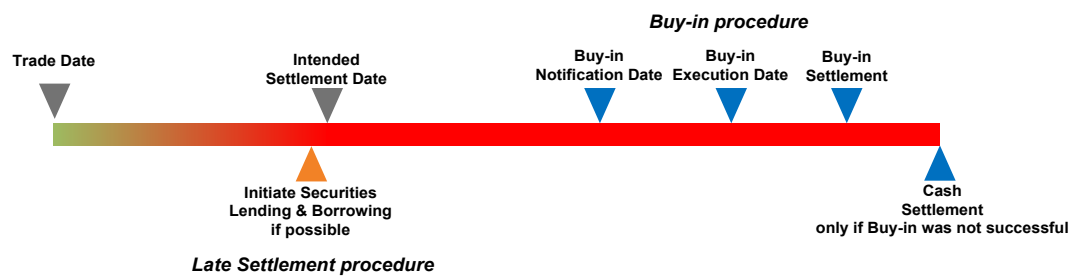 Buy-in procedure
Trade Date
Intended
Settlement Date
Buy-in
Notification Date
Buy-in
Execution Date
Buy-in
Settlement
Initiate Securities
Lending & Borrowing
if possible
Cash
Settlement
only if Buy-in was not successful
Late Settlement procedure